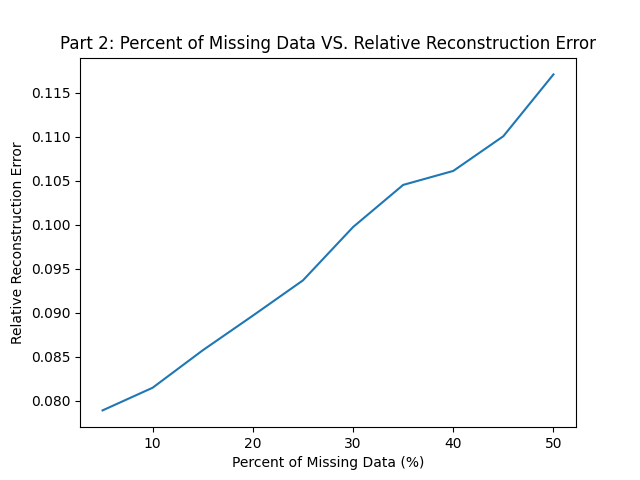 Part 2: Percent of Missing Data VS. Relative Reconstruction Error
0.115
0.110
0.105
0.100
0.095
0.090
0.085
0.080
Relative Reconstruction Error
10 20 30 40 50
Percent of Missing Data (%)